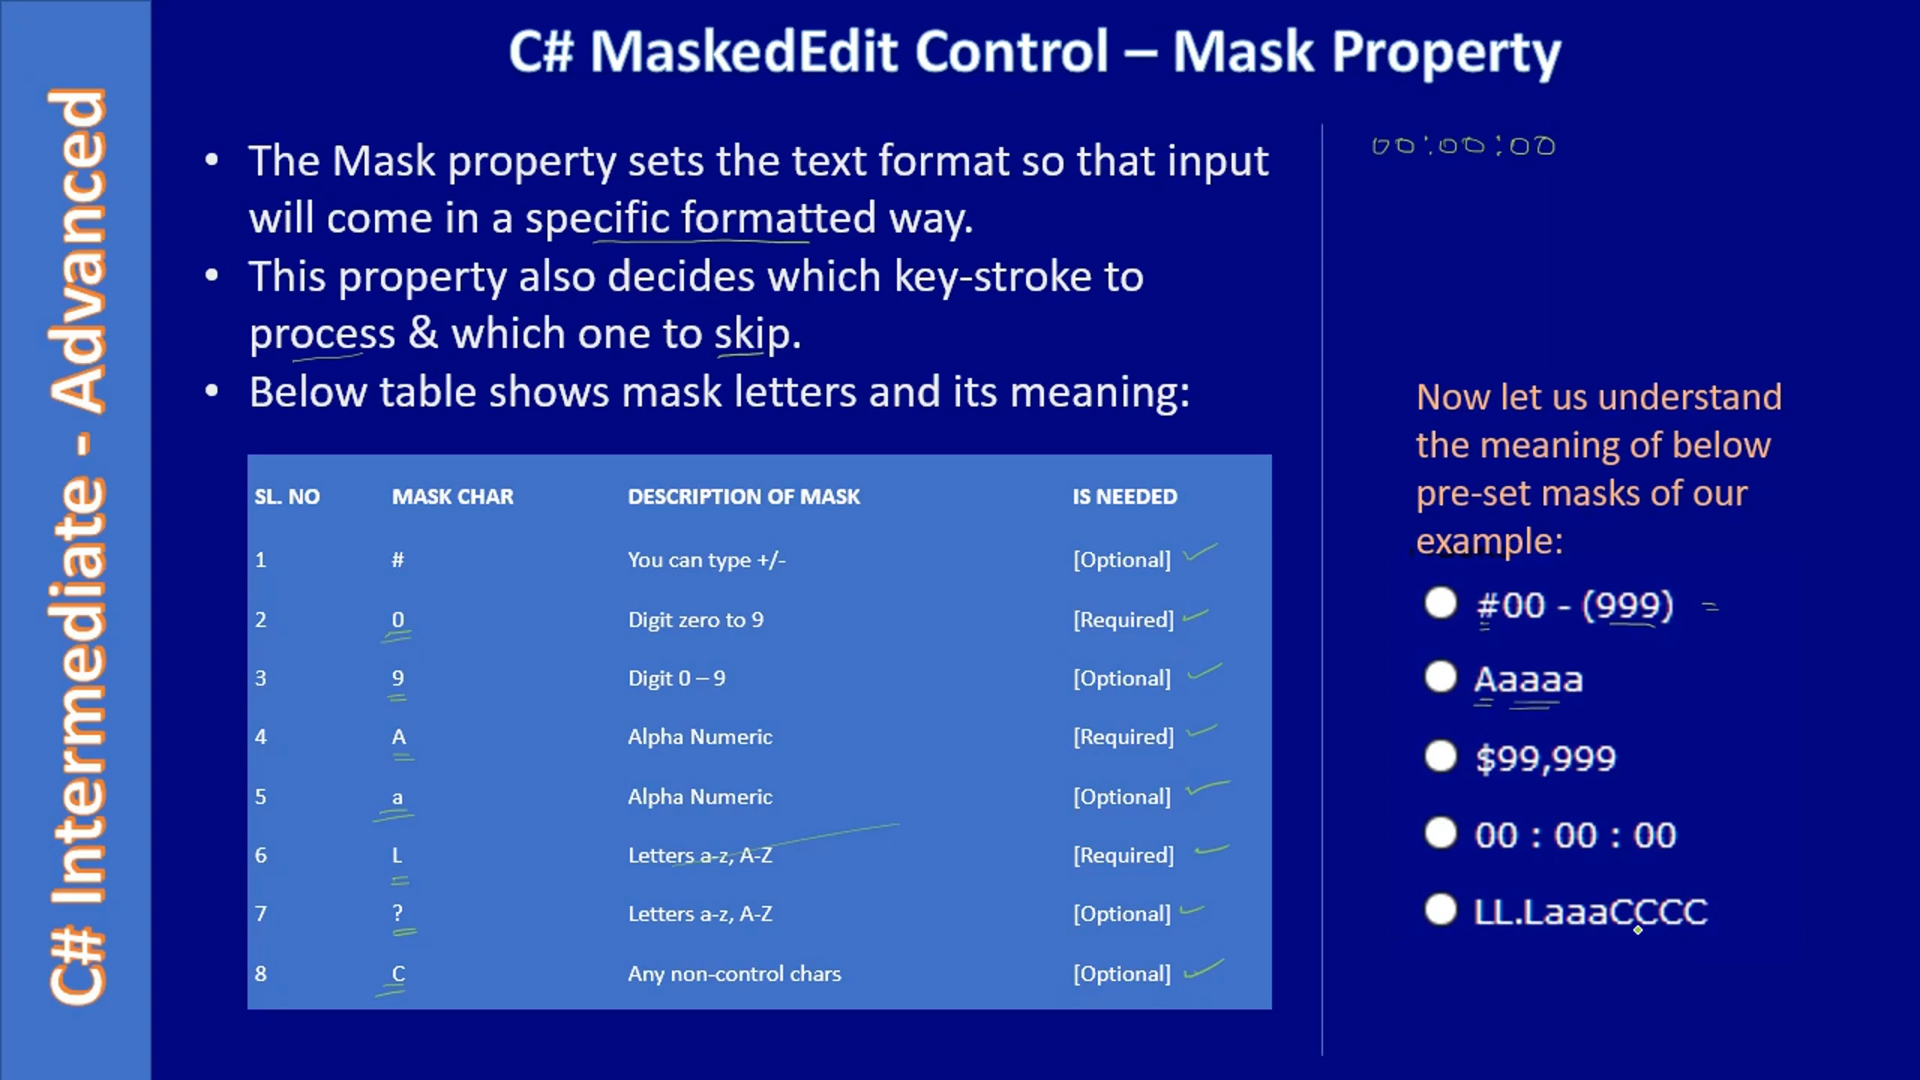 C# MaskedEdit Control – Mask Property
C# Intermediate - Advanced
• The Mask property sets the text format so that input
will come in a specific formatted way.
• This property also decides which key-stroke to
process & which one to skip.
• Below table shows mask letters and its meaning:
SL. NO MASK CHAR DESCRIPTION OF MASK IS NEEDED
1 # You can type +/- [Optional]
2 0 Digit zero to 9 [Required]
3 9 Digit 0 – 9 [Optional]
4 A Alpha Numeric [Required]
5 a Alpha Numeric [Optional]
6 L Letters a-z, A-Z [Required]
7 ? Letters a-z, A-Z [Optional]
8 C Any non-control chars [Optional]
00:00:00
Now let us understand
the meaning of below
pre-set masks of our
example:
#00 - (999)
Aaaaa
$99,999
00 : 00 : 00
LL.LaaaCCCC